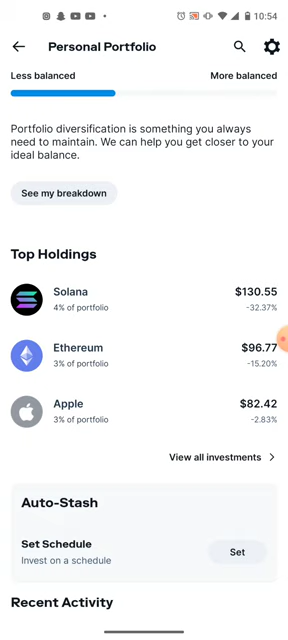 10:54
Personal Portfolio
Less balanced More balanced
Portfolio diversification is something you always
need to maintain. We can help you get closer to your
ideal balance.
See my breakdown
Top Holdings
Solana $130.55
4% of portfolio -32.37%
Ethereum $96.77
3% of portfolio -15.20%
Apple $82.42
3% of portfolio -2.83%
View all investments
Auto-Stash
Set Schedule
Invest on a schedule
Set
Recent Activity